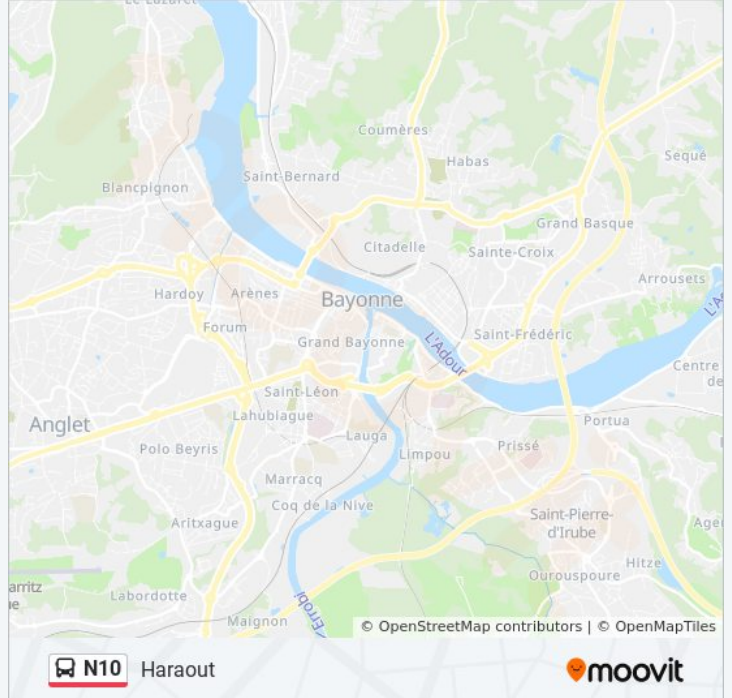 Le Lazaret
Coumères
Habas
Sequé
Saint-Bernard
Blancpignon
Grand Basque
Citadelle
Sainte-Croix
Arrousets
Hardoy
Arènes
Bayonne
L'A
Forum
Saint-Frédéric
Grand Bayonne
L'Adour
Centre
de
Saint-Léon
Lahubiague
Anglet
Portua
Lauga
Polo Beyris
Limpou
Prissé
Marracq
Coq de la Nive
Saint-Pierre-
d'Irube
Aritxague
Age
Hitze
Ourouspoure
arritz
ue
Labordotte
L'Errobi
Maignon
© OpenStreetMap contributors | © OpenMapTiles
N10 Haraout
moovit